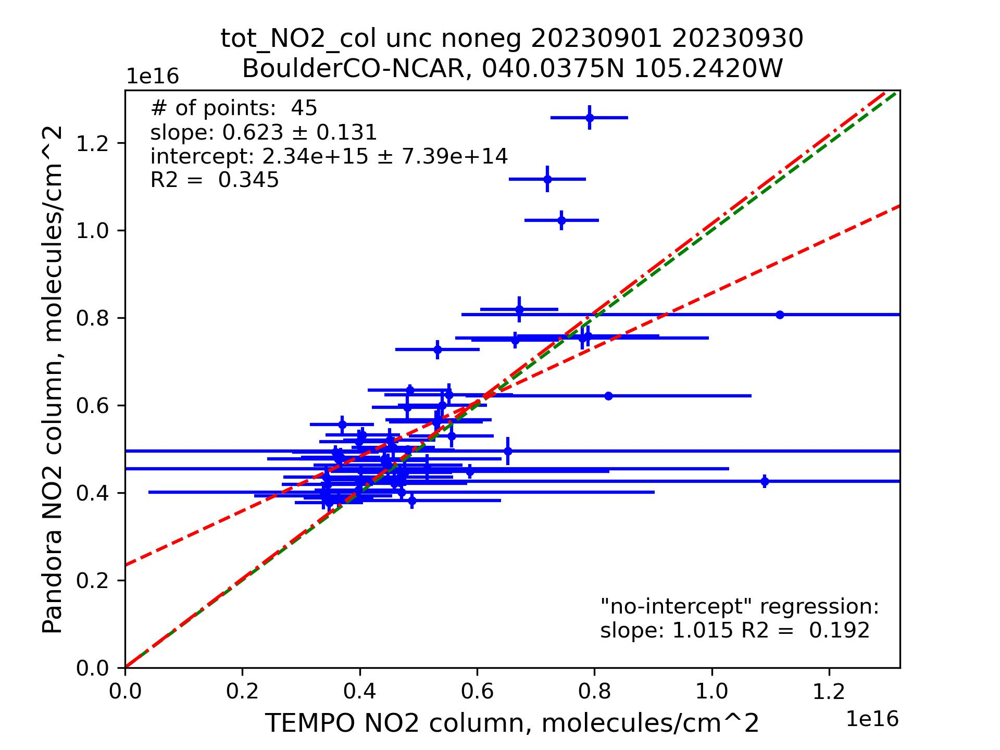 tot_NO2_col unc noneg 20230901 20230930
BoulderCO-NCAR, 040.0375N 105.2420W
1e16
# of points:  45
slope: 0.623 ± 0.131
intercept: 2.34e+15 ± 7.39e+14
R2 =  0.345
Pandora NO2 column, molecules/cm^2
1.2
1.0
0.8
0.6
0.4
0.2
0.0
"no-intercept" regression:
slope: 1.015 R2 =  0.192
0.0 0.2 0.4 0.6 0.8 1.0 1.2
1e16
TEMPO NO2 column, molecules/cm^2